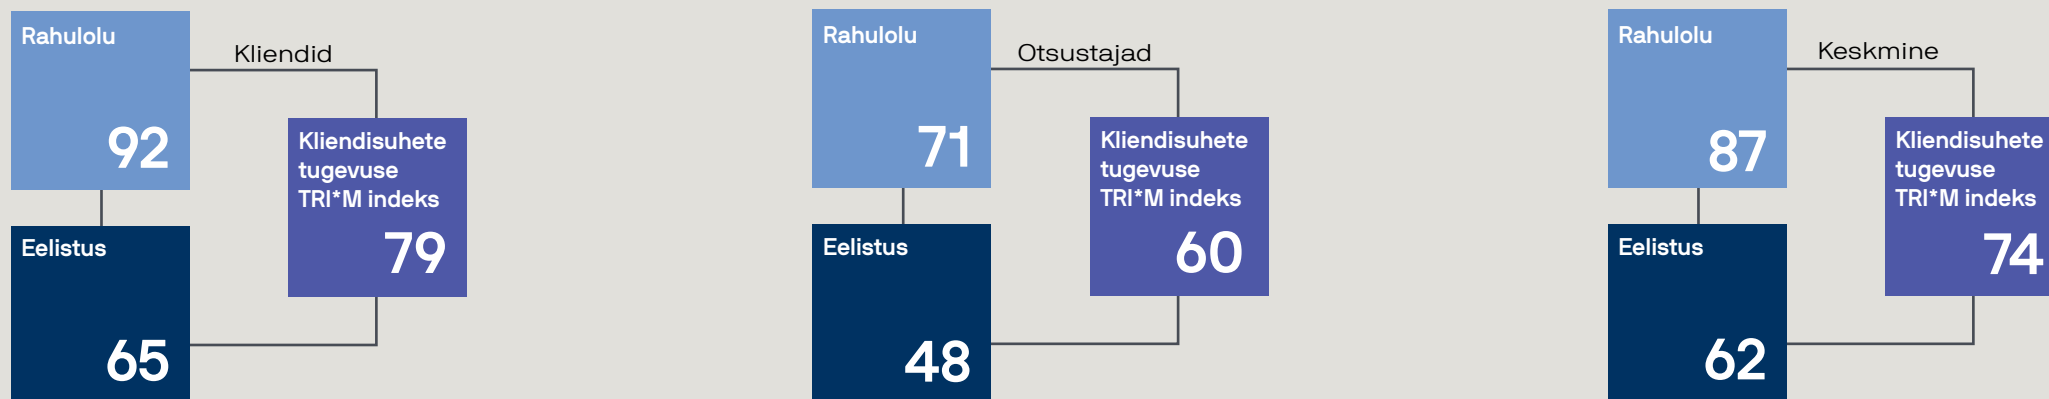 Rahulolu
Kliendid
92
Kliendisuhete
tugevuse
TRI*M indeks
79
Eelistus
65
Rahulolu
Otsustajad
71
Kliendisuhete
tugevuse
TRI*M indeks
60
Eelistus
48
Rahulolu
Keskmine
87
Kliendisuhete
tugevuse
TRI*M indeks
74
Eelistus
62